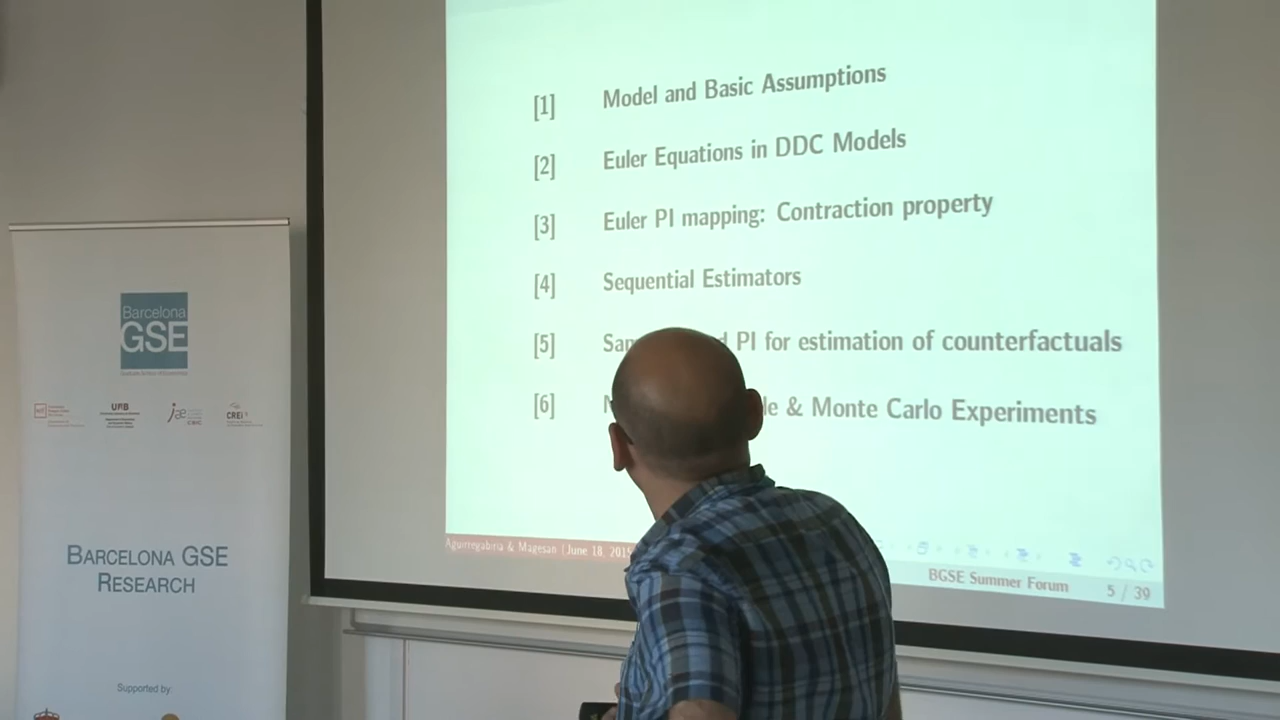 [1] Model and Basic Assumptions
[2] Euler Equations in DDC Models
[3] Euler PI mapping: Contraction property
[4] Sequential Estimators
[5] PI for estimation of counterfactuals
[6] & Monte Carlo Experiments
Aguirregabiria & Magesan June 18, 2015
BGSE Summer Forum 5 / 39
Barcelona
GSE
UAB
CREi
BARCELONA GSE
RESEARCH
Supported by: